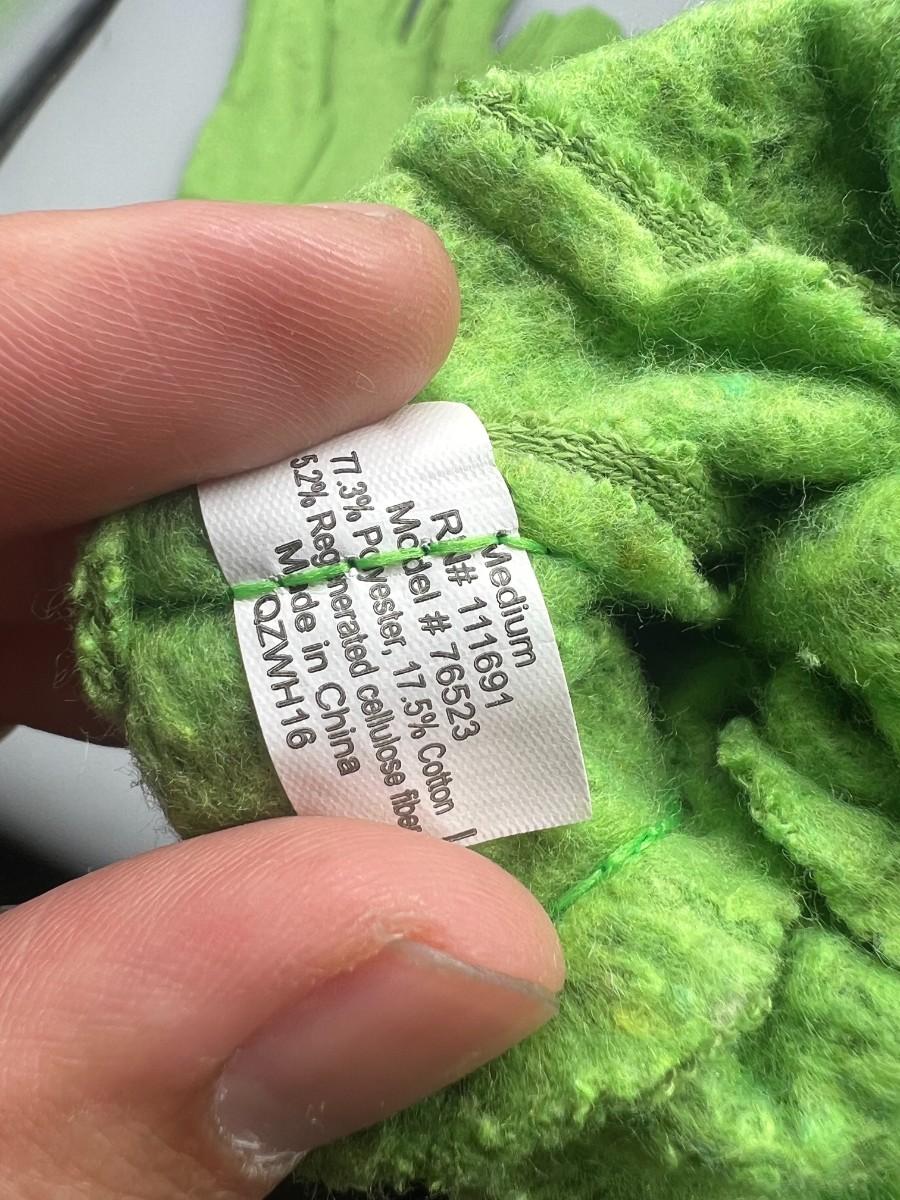 Medium
RN# 111691
Model # 76523
77.3% Polyester, 17.5% Cotton
5.2% Regenerated cellulose fiber
Made in China
QZWH16